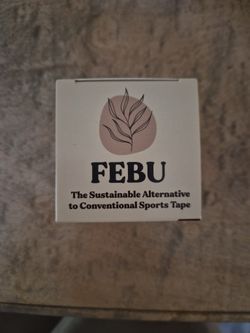 FEBU
The Sustainable Alternative
to Conventional Sports Tape